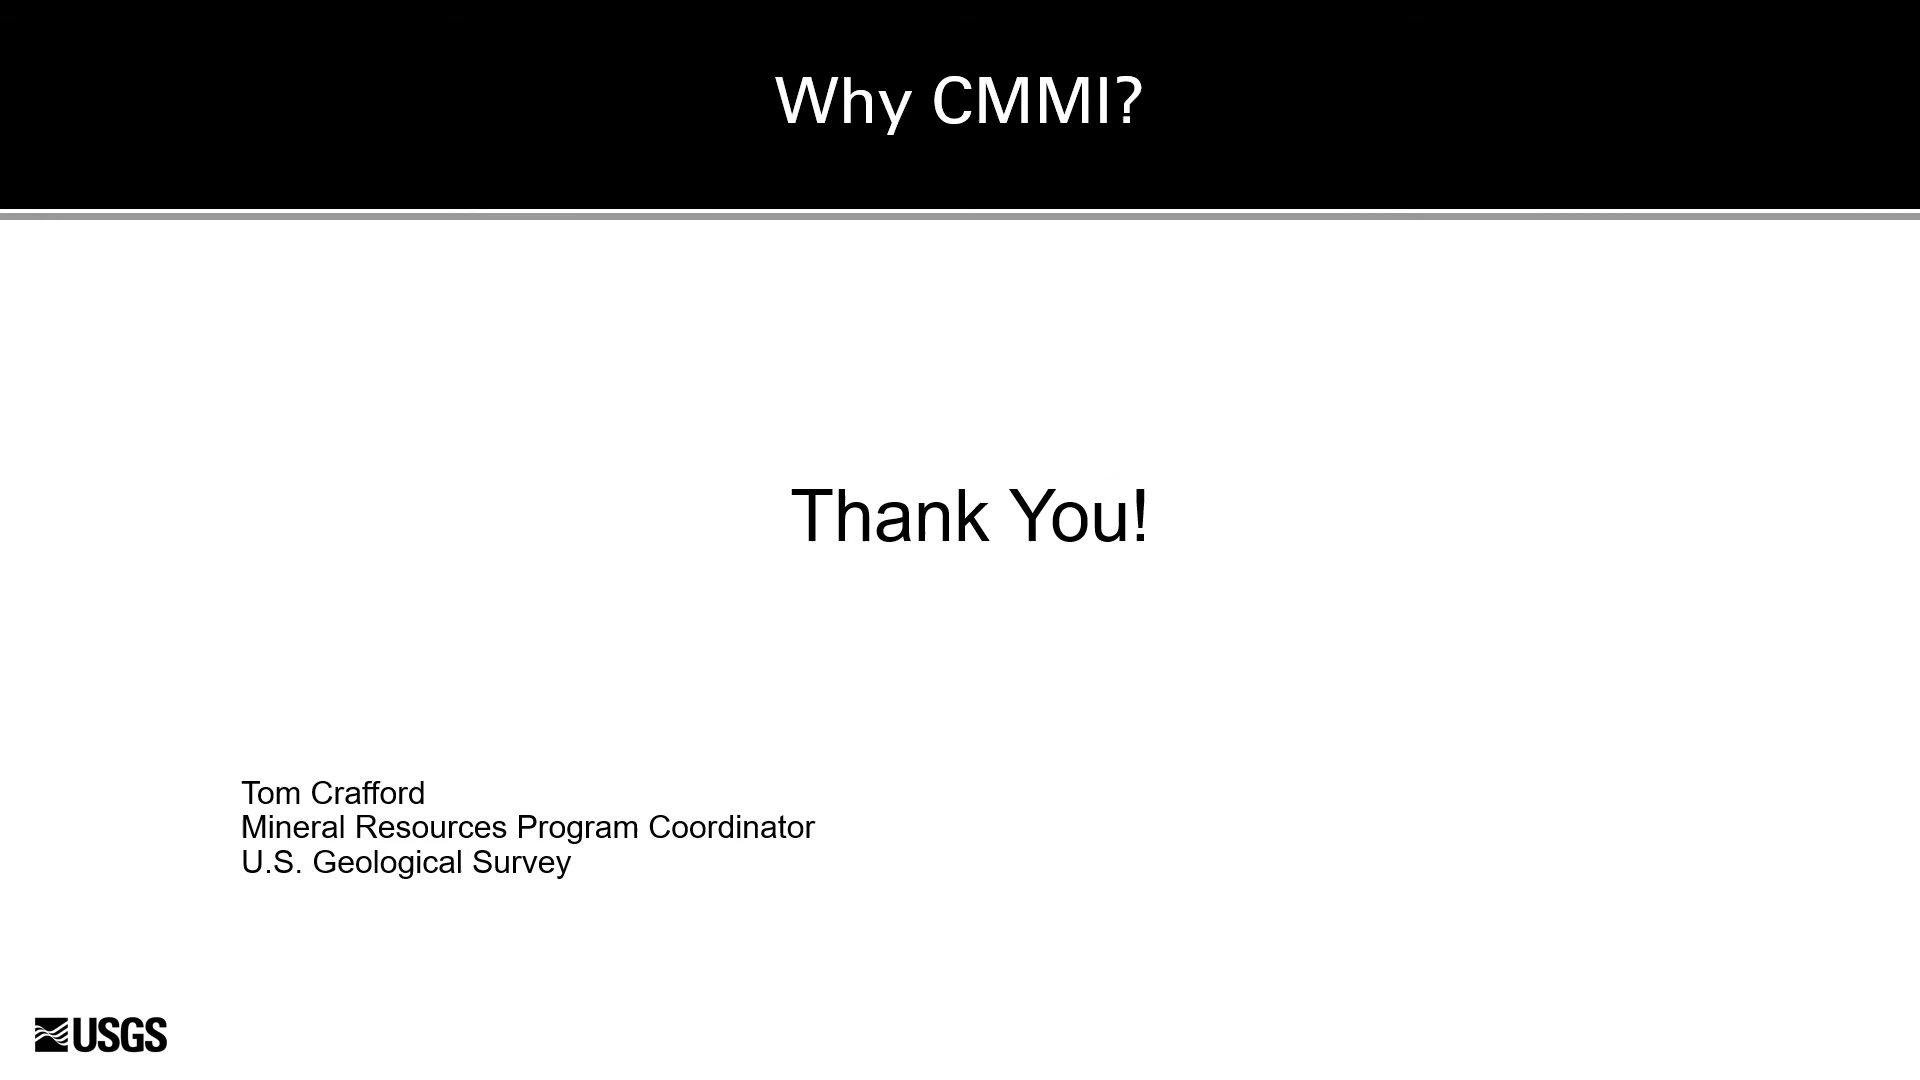 Why CMMI?
Thank You!
Tom Crafford
Mineral Resources Program Coordinator
U.S. Geological Survey
USGS